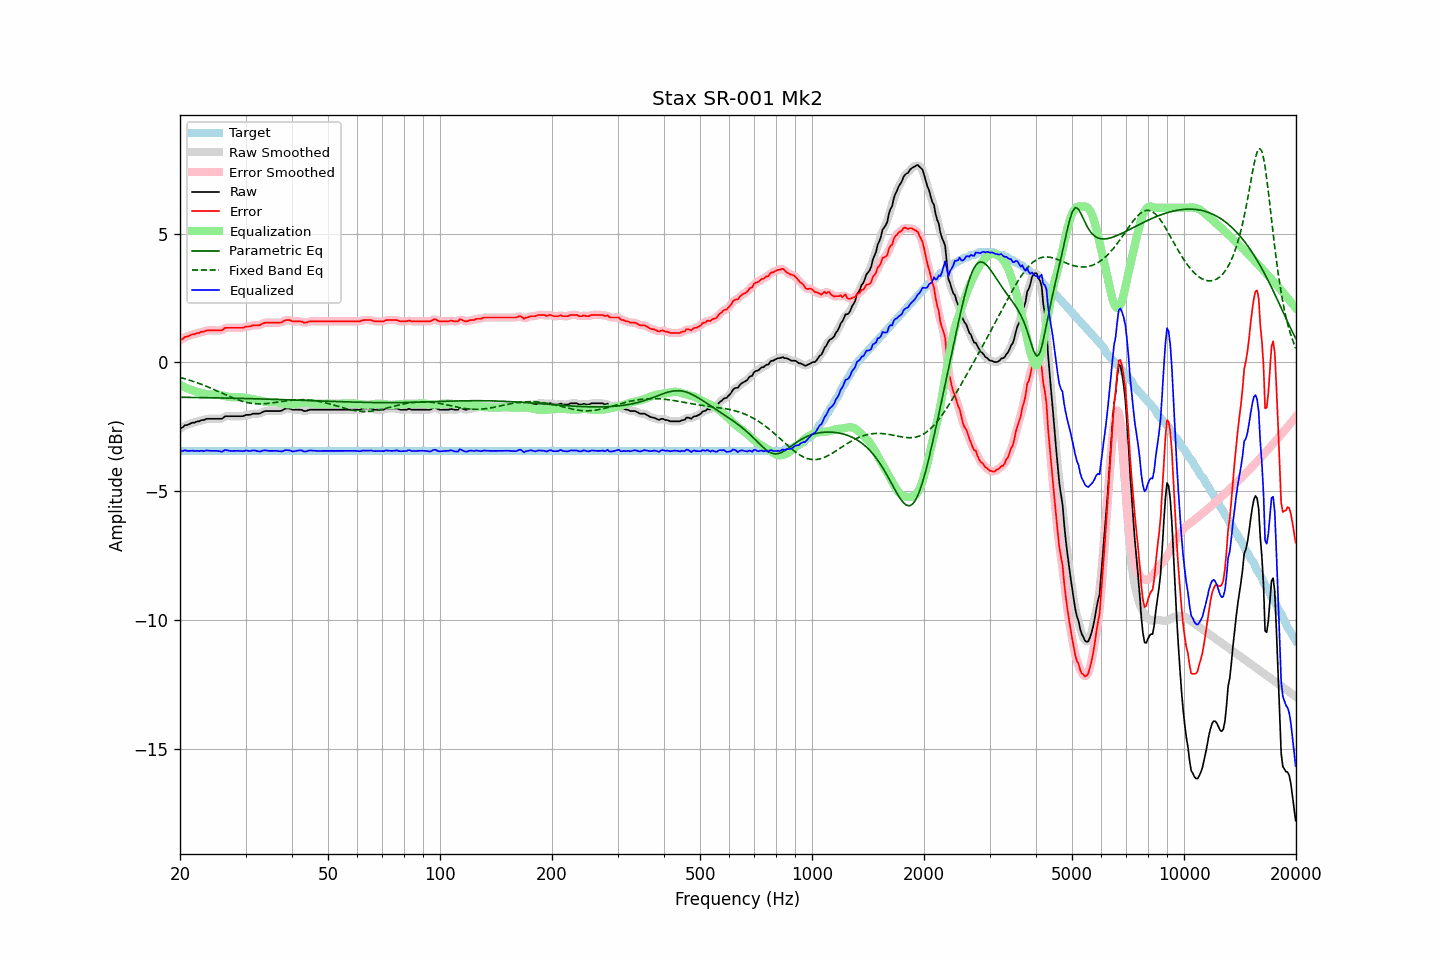 Stax SR-001 Mk2
Target
Raw Smoothed
Error Smoothed
Raw
Error
Equalization
Parametric Eq
Fixed Band Eq
Equalized
5
0
−5
−10
−15
Amplitude (dBr)
20 50 100 200 500 1000 2000 5000 10000 20000
Frequency (Hz)